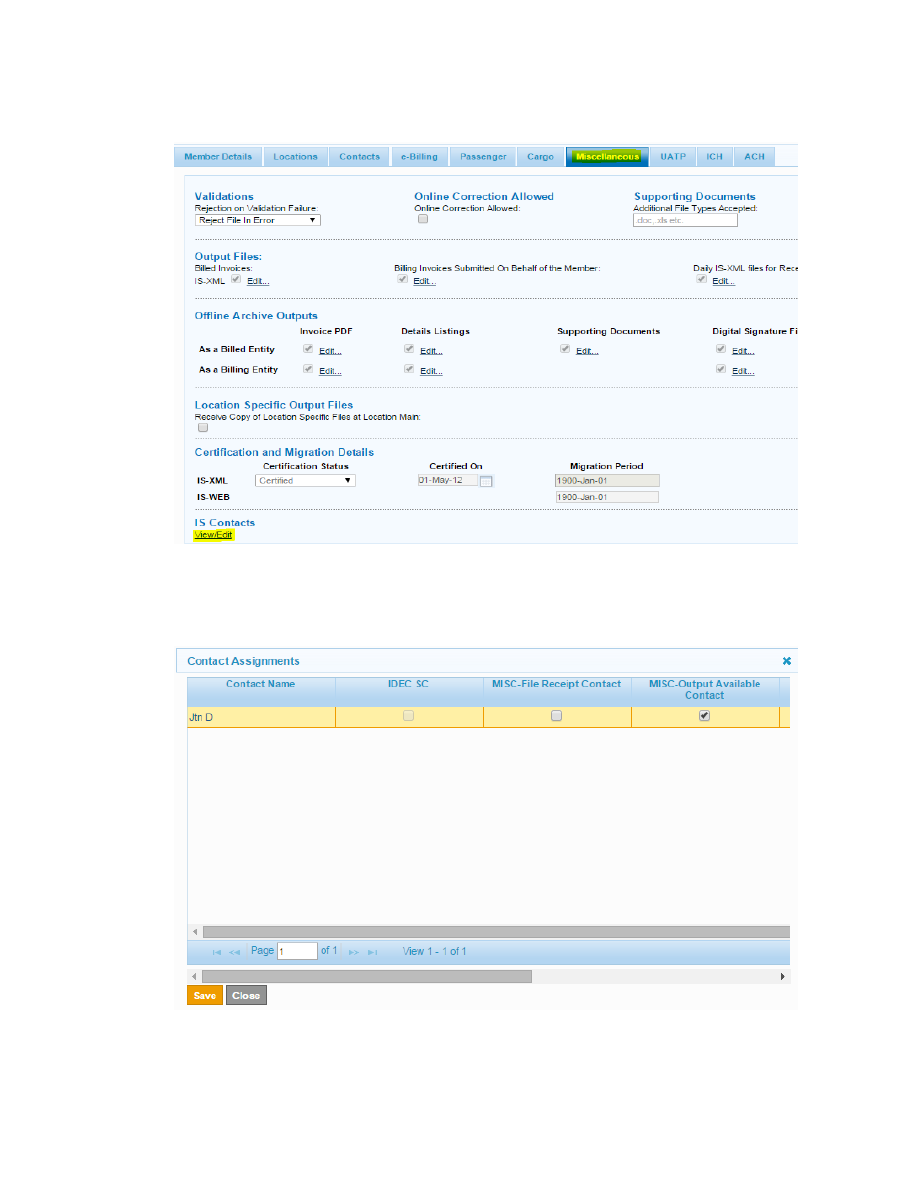 Member Details Locations Contacts e-Billing Passenger Cargo Miscellaneous UATP ICH ACH
Validations Online Correction Allowed Supporting Documents
Rejection on Validation Failure: Online Correction Allowed: Additional File Types Accepted:
Reject File In Error .doc, .xls etc.
Output Files:
Billed Invoices: Billing Invoices Submitted On Behalf of the Member: Daily IS-XML files for Rece
IS-XML Edit... Edit... Edit...
Offline Archive Outputs
Invoice PDF Details Listings Supporting Documents Digital Signature Fi
As a Billed Entity Edit... Edit... Edit... Edit...
As a Billing Entity Edit... Edit... Edit...
Location Specific Output Files
Receive Copy of Location Specific Files at Location Main:
Certification and Migration Details
Certification Status Certified On Migration Period
IS-XML Certified 01-May-12 1900-Jan-01
IS-WEB 1900-Jan-01
IS Contacts
View/Edit
Contact Assignments
Contact Name IDEC SC MISC-File Receipt Contact MISC-Output Available
Contact
Jtn D
Page 1 of 1 View 1 - 1 of 1
Save Close